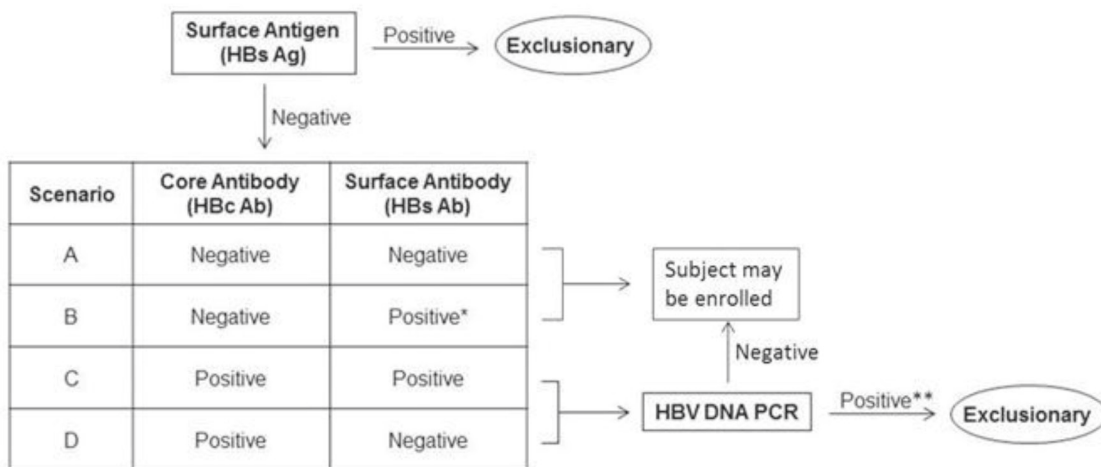 Surface Antigen
(HBs Ag)
Positive
Exclusionary
Negative
Scenario
Core Antibody
(HBc Ab)
Surface Antibody
(HBs Ab)
A
Negative
Negative
B
Negative
Positive*
C
Positive
Positive
D
Positive
Negative
Subject may
be enrolled
Negative
HBV DNA PCR
Positive**
Exclusionary